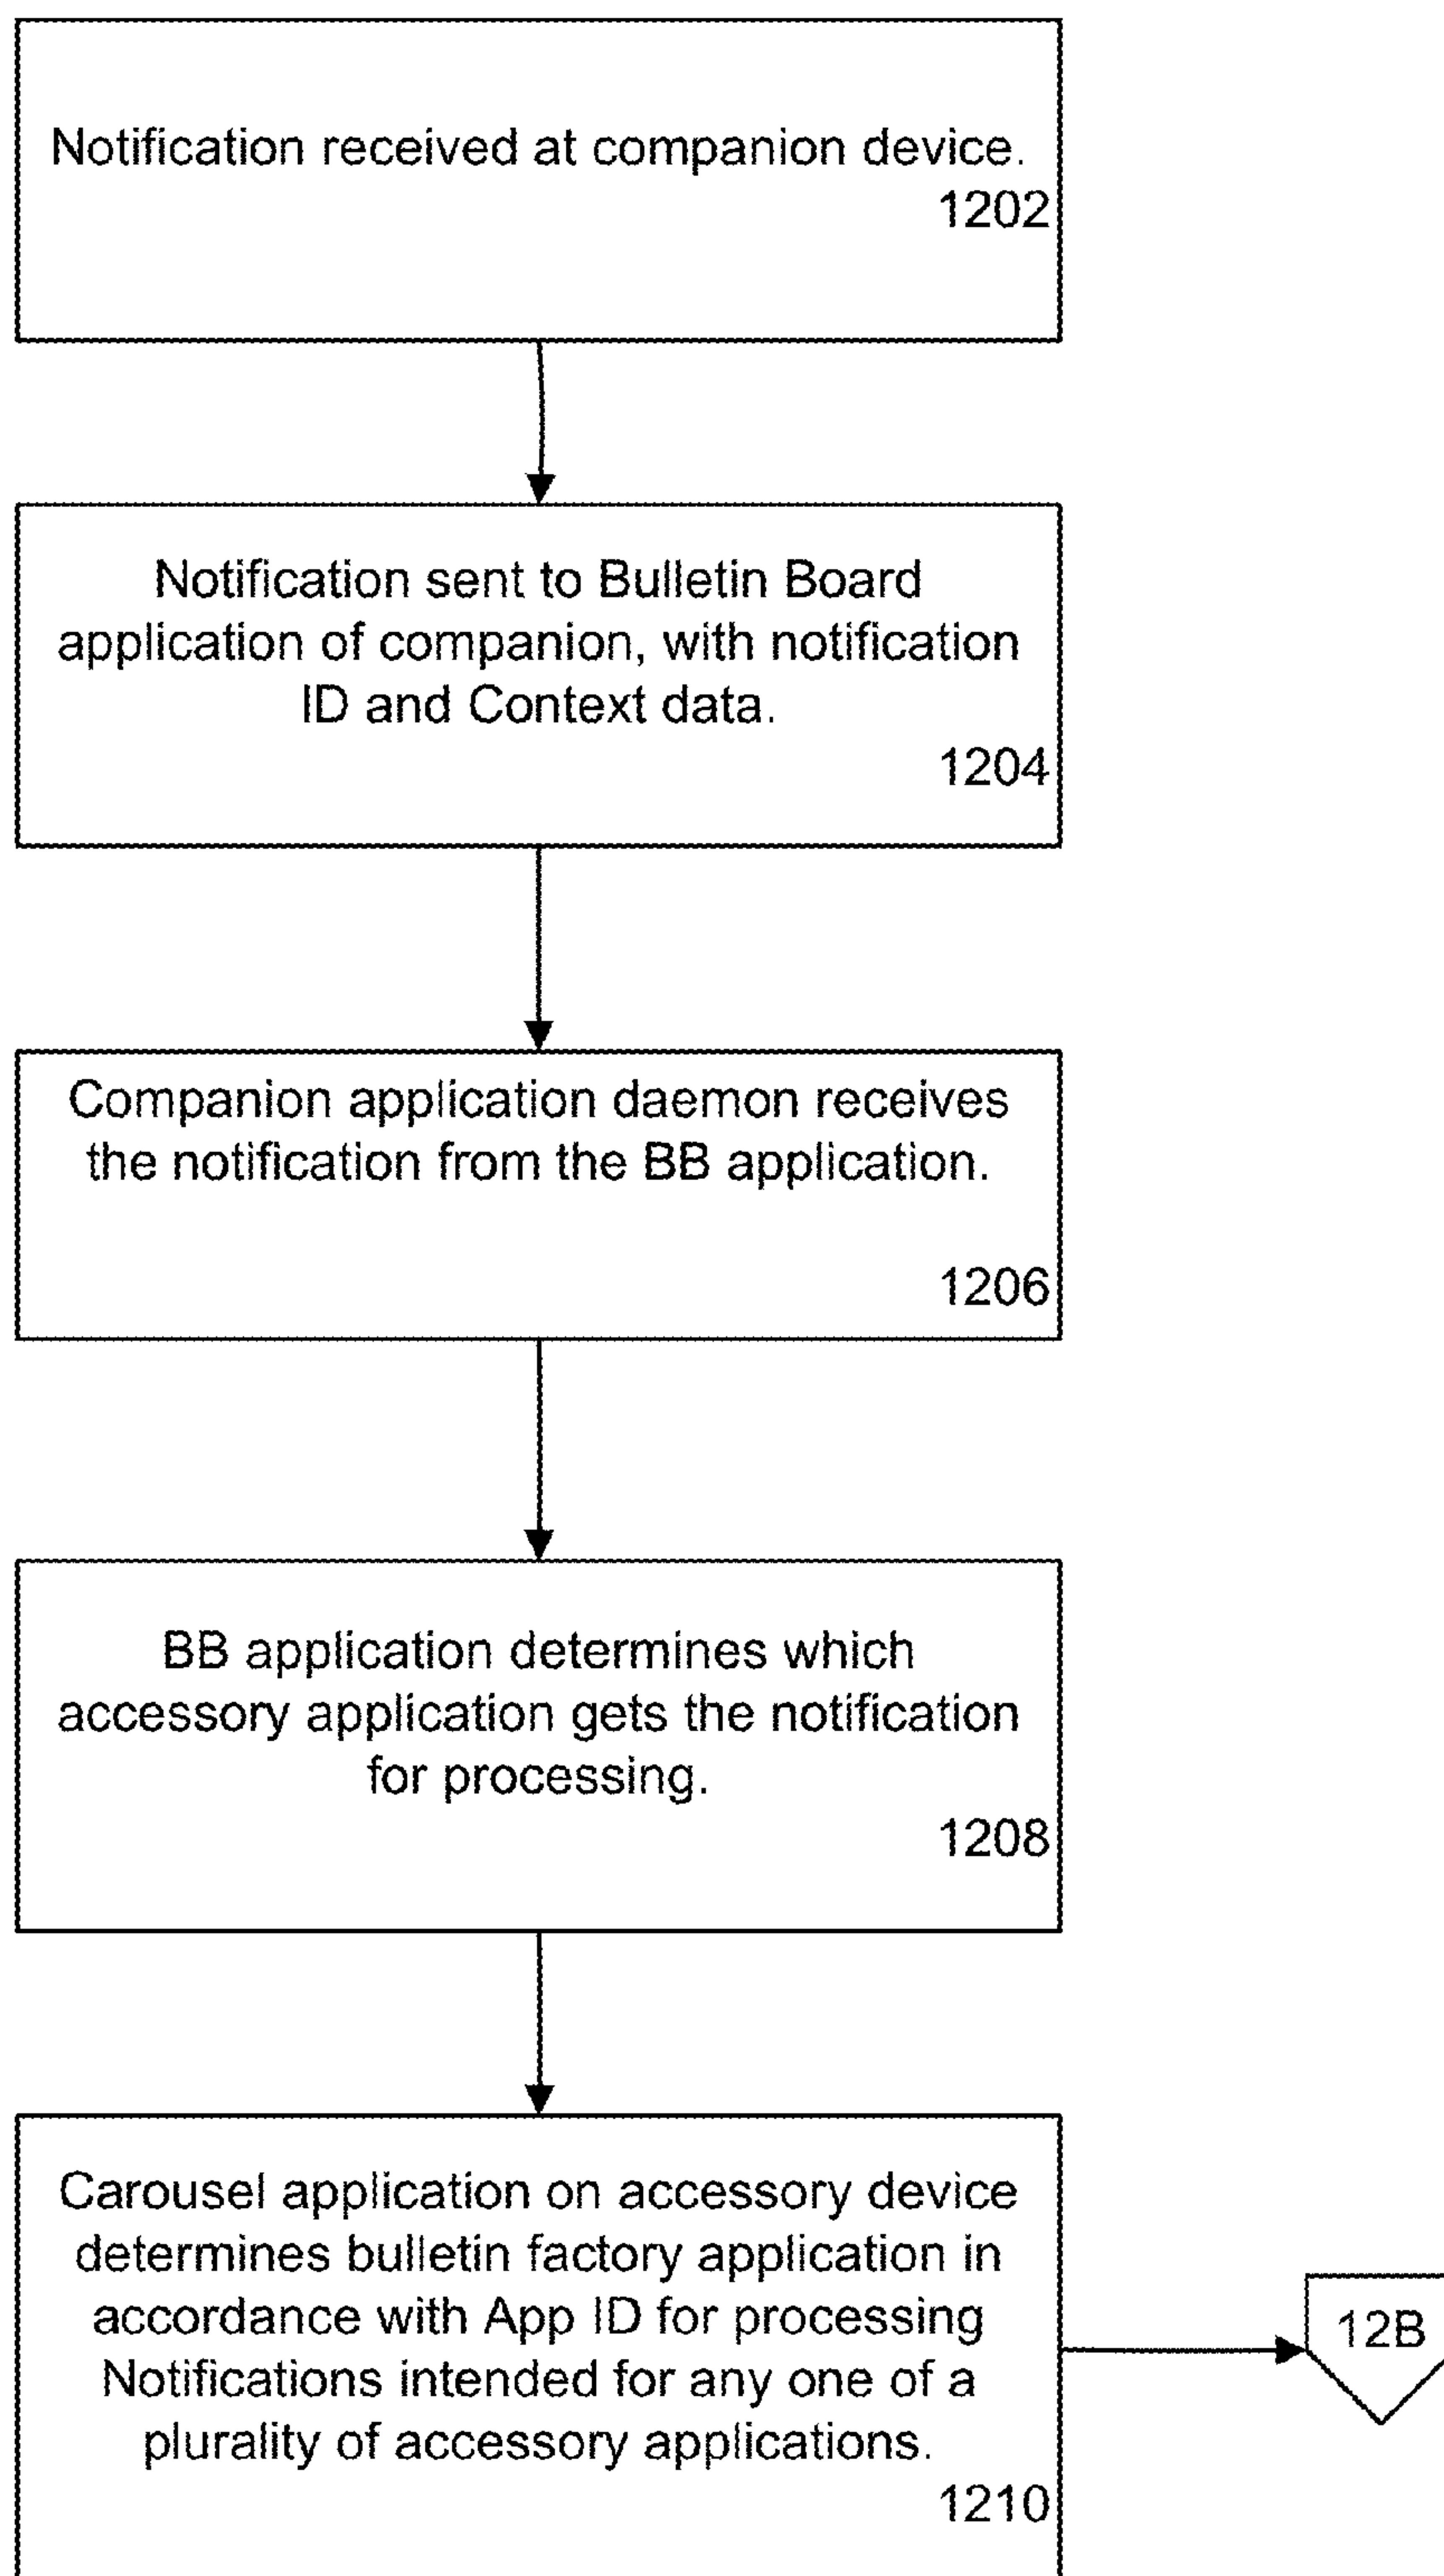 Notification received at companion device.
1202
Notification sent to Bulletin Board
application of companion, with notification
ID and Context data.
1204
Companion application daemon receives
the notification from the BB application.
1206
BB application determines which
accessory application gets the notification
for processing.
1208
Carousel application on accessory device
determines bulletin factory application in
accordance with App ID for processing
Notifications intended for any one of a
plurality of accessory applications.
1210
12B